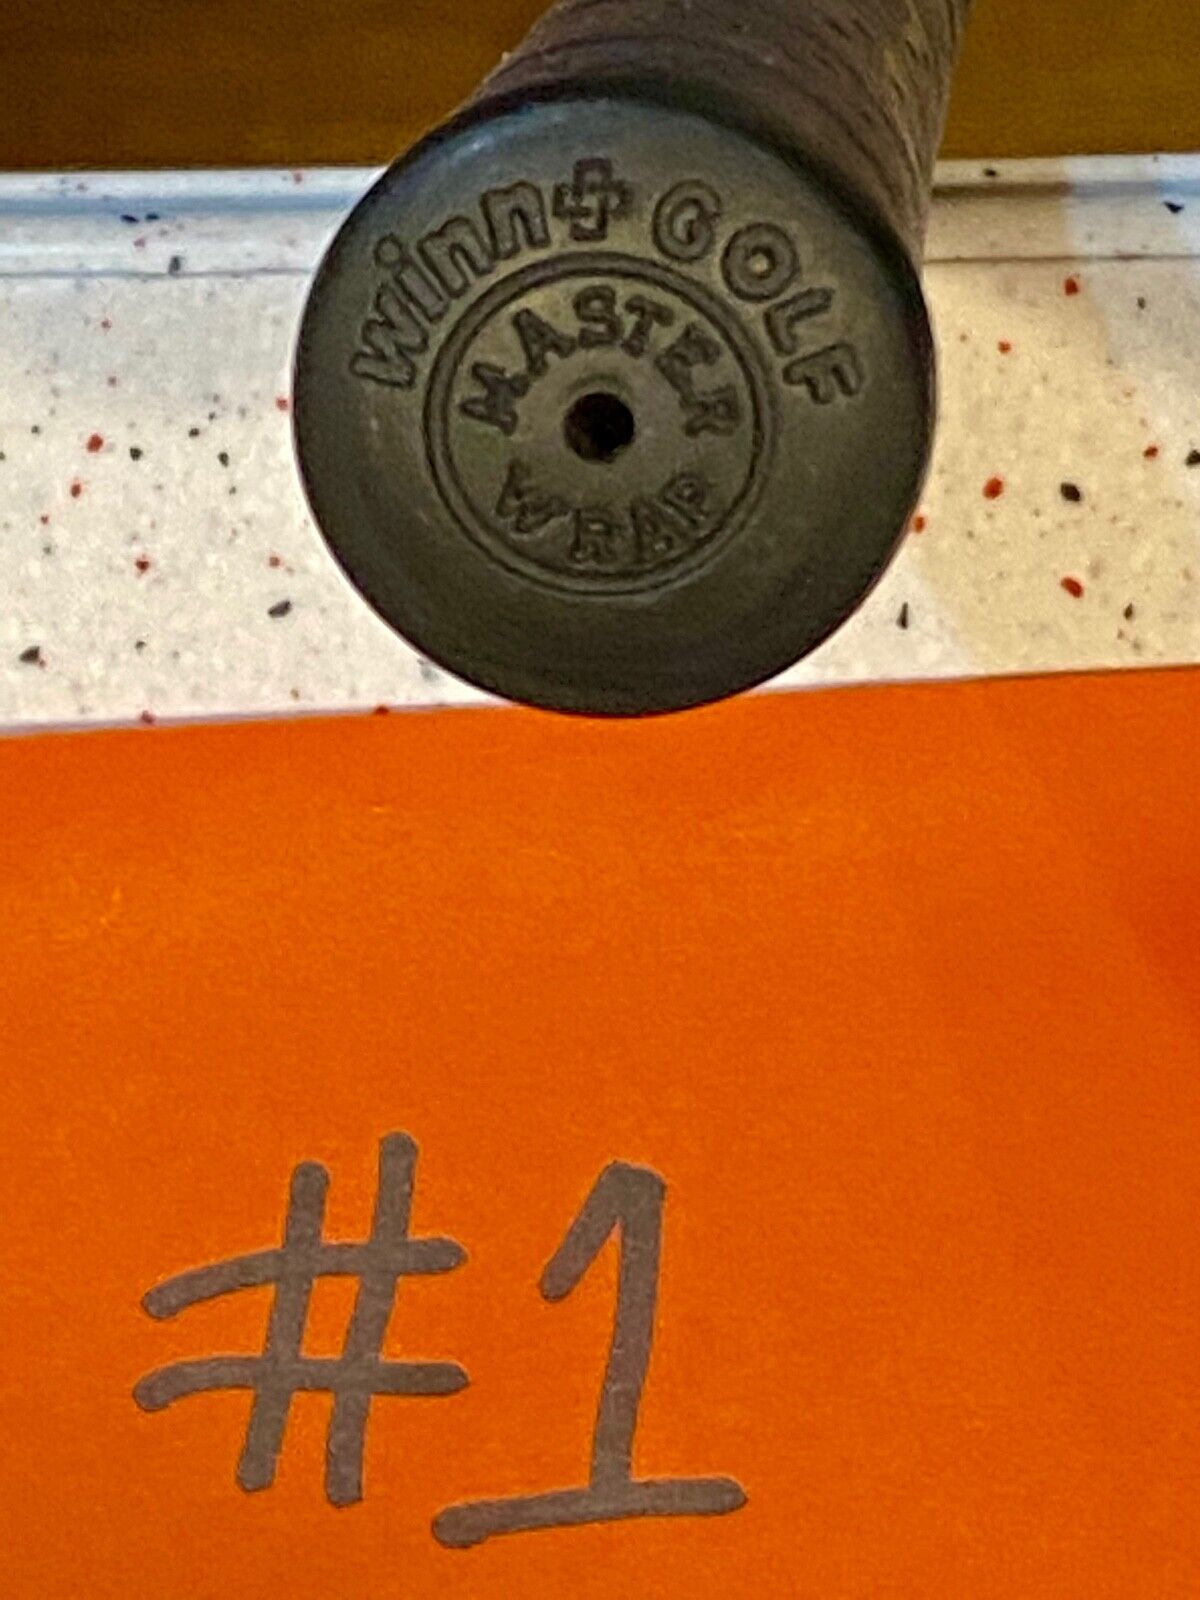 winn GOLF
MASTER
WRAP
#1